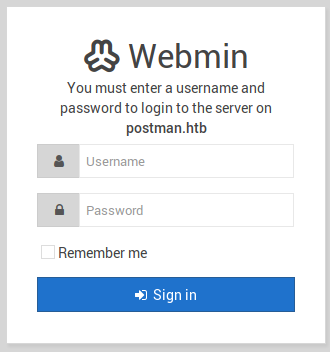 Webmin
You must enter a username and
password to login to the server on
postman.htb
Username
Password
Remember me
Sign in